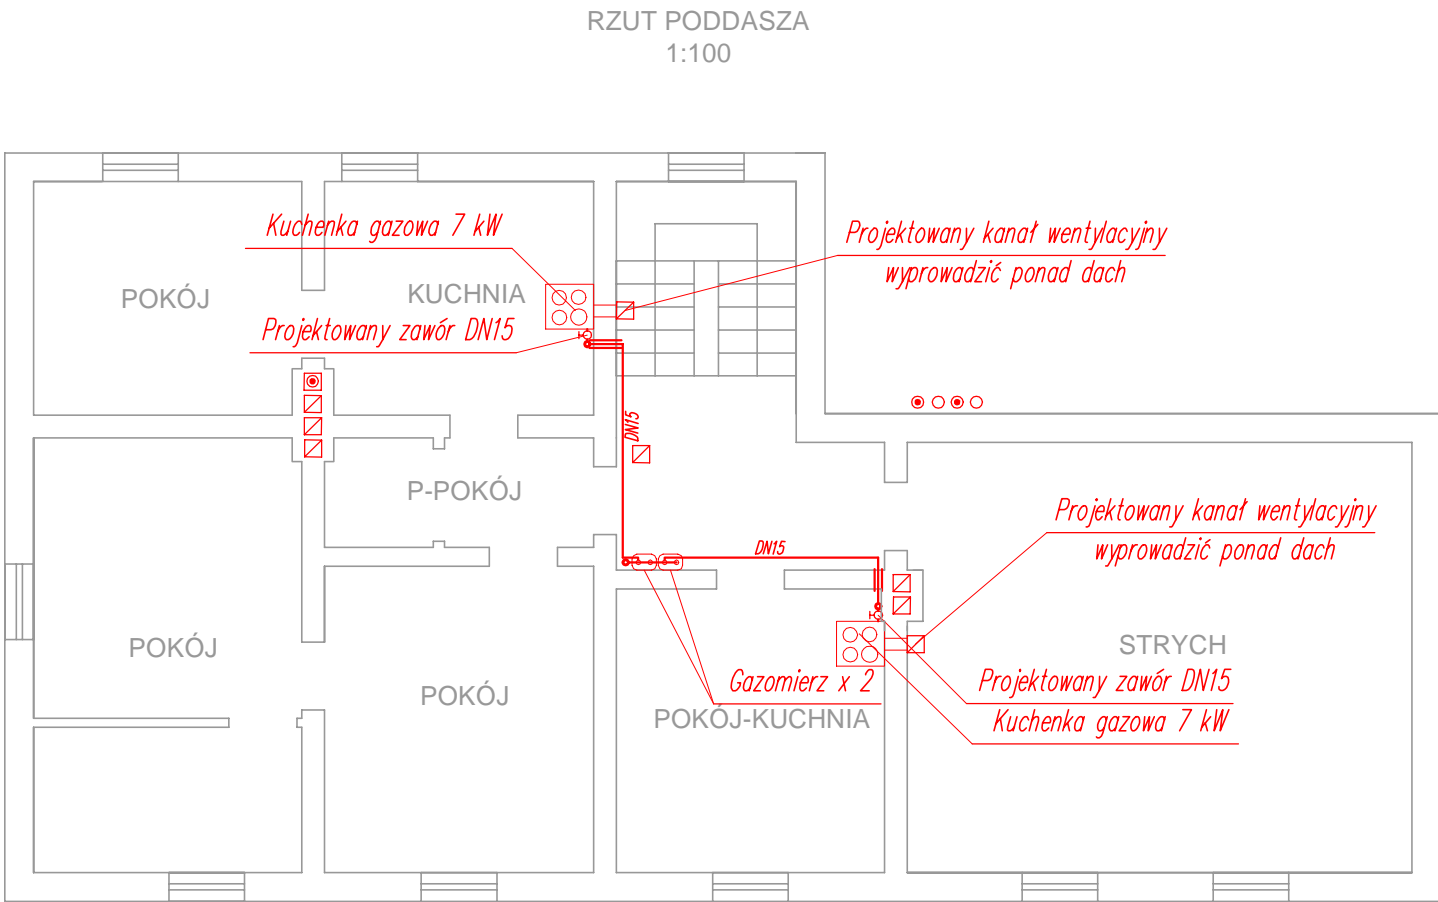 RZUT PODDASZA
1:100
Kuchenka gazowa 7 kW
Projektowany kanał wentylacyjny
wyprowadzić ponad dach
POKÓJ
KUCHNIA
Projektowany zawór DN15
DN15
P-POKÓJ
Projektowany kanał wentylacyjny
wyprowadzić ponad dach
DN15
POKÓJ
STRYCH
Gazomierz x 2
Projektowany zawór DN15
POKÓJ
POKÓJ-KUCHNIA
Kuchenka gazowa 7 kW